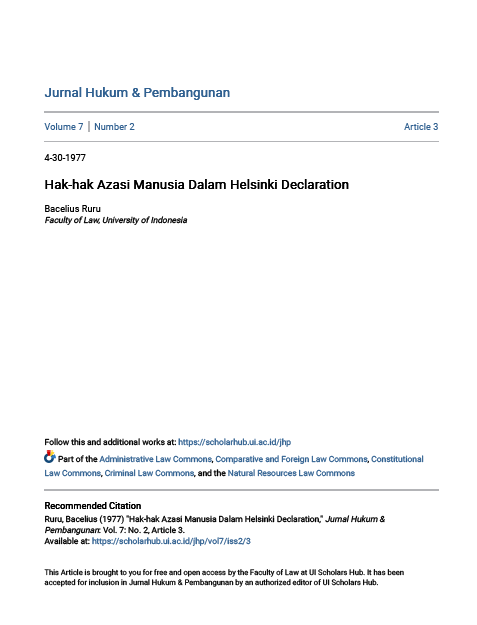 Jurnal Hukum & Pembangunan
Volume 7 | Number 2 Article 3
4-30-1977
Hak-hak Azasi Manusia Dalam Helsinki Declaration
Bacelius Ruru
Faculty of Law, University of Indonesia
Follow this and additional works at: https://scholarhub.ui.ac.id/jhp
Part of the Administrative Law Commons, Comparative and Foreign Law Commons, Constitutional
Law Commons, Criminal Law Commons, and the Natural Resources Law Commons
Recommended Citation
Ruru, Bacelius (1977) "Hak-hak Azasi Manusia Dalam Helsinki Declaration," Jurnal Hukum &
Pembangunan: Vol. 7: No. 2, Article 3.
Available at: https://scholarhub.ui.ac.id/jhp/vol7/iss2/3
This Article is brought to you for free and open access by the Faculty of Law at UI Scholars Hub. It has been
accepted for inclusion in Jurnal Hukum & Pembangunan by an authorized editor of UI Scholars Hub.